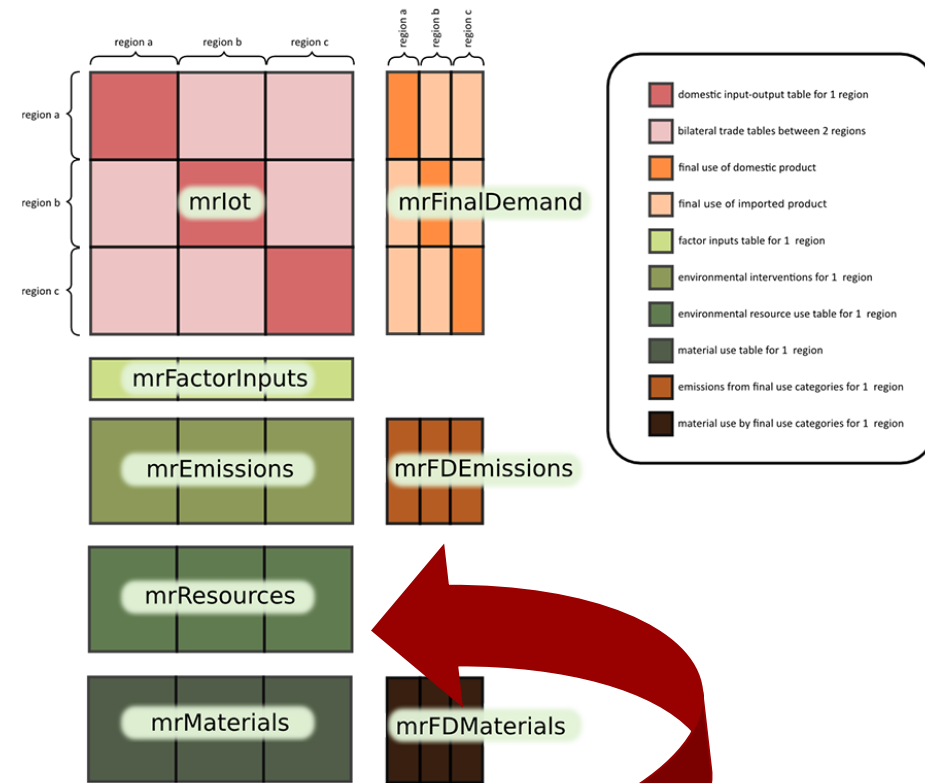 region a
region b
region c
region a
region b
region c
region a
region b
region c
mrIot
mrFinalDemand
mrFactorInputs
mrEmissions
mrFDEmissions
mrResources
mrMaterials
mrFDMaterials
domestic input-output table for 1 region
bilateral trade tables between 2 regions
final use of domestic product
final use of imported product
factor inputs table for 1 region
environmental interventions for 1 region
environmental resource use table for 1 region
material use table for 1 region
emissions from final use categories for 1 region
material use by final use categories for 1 region